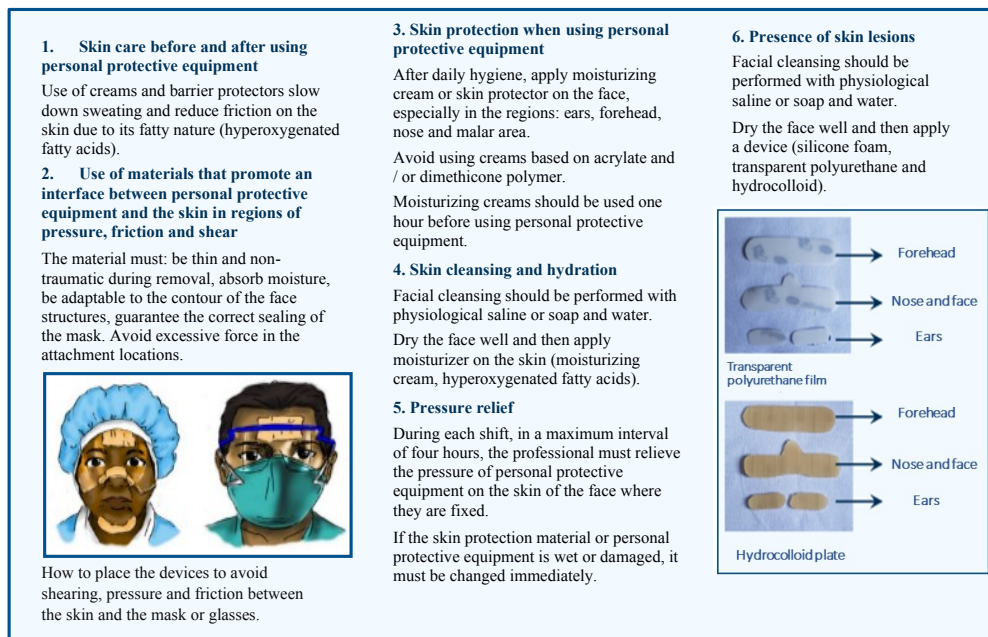 1. Skin care before and after using
personal protective equipment
Use of creams and barrier protectors slow
down sweating and reduce friction on the
skin due to its fatty nature (hyperoxygenated
fatty acids).
2. Use of materials that promote an
interface between personal protective
equipment and the skin in regions of
pressure, friction and shear
The material must: be thin and non-
traumatic during removal, absorb moisture,
be adaptable to the contour of the face
structures, guarantee the correct sealing of
the mask. Avoid excessive force in the
attachment locations.
How to place the devices to avoid
shearing, pressure and friction between
the skin and the mask or glasses.
3. Skin protection when using personal
protective equipment
After daily hygiene, apply moisturizing
cream or skin protector on the face,
especially in the regions: ears, forehead,
nose and malar area.
Avoid using creams based on acrylate and
/ or dimethicone polymer.
Moisturizing creams should be used one
hour before using personal protective
equipment.
4. Skin cleansing and hydration
Facial cleansing should be performed with
physiological saline or soap and water.
Dry the face well and then apply
moisturizer on the skin (moisturizing
cream, hyperoxygenated fatty acids).
5. Pressure relief
During each shift, in a maximum interval
of four hours, the professional must relieve
the pressure of personal protective
equipment on the skin of the face where
they are fixed.
If the skin protection material or personal
protective equipment is wet or damaged, it
must be changed immediately.
6. Presence of skin lesions
Facial cleansing should be
performed with physiological
saline or soap and water.
Dry the face well and then apply
a device (silicone foam,
transparent polyurethane and
hydrocolloid).
Forehead
Nose and face
Ears
Transparent
polyurethane film
Forehead
Nose and face
Ears
Hydrocolloid plate